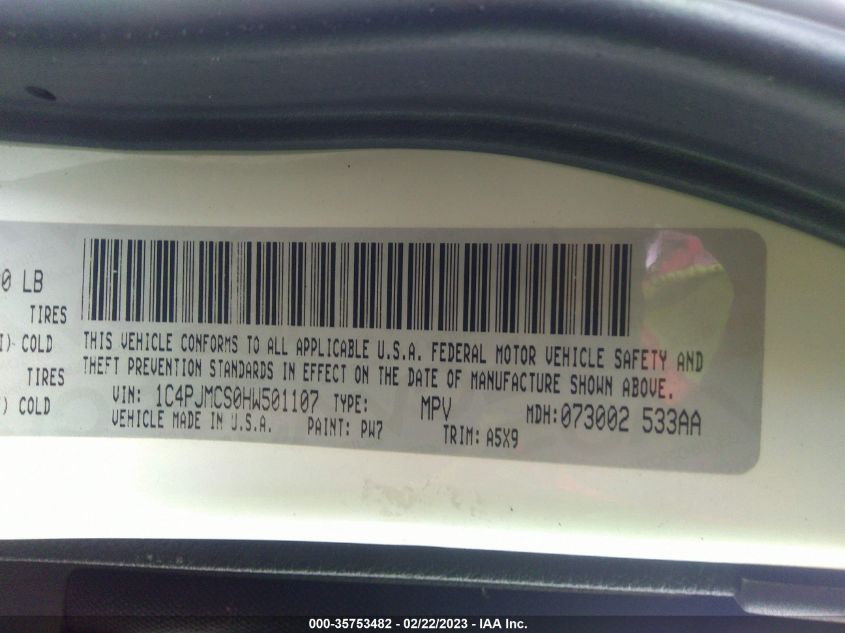 0 LB
TIRES
I) COLD
TIRES
) COLD
THIS VEHICLE CONFORMS TO ALL APPLICABLE U.S.A. FEDERAL MOTOR VEHICLE SAFETY AND
THEFT PREVENTION STANDARDS IN EFFECT ON THE DATE OF MANUFACTURE SHOWN ABOVE.
VIN: 1C4PJMCS0HW501107 TYPE: MPV MDH:073002 533AA
VEHICLE MADE IN U.S.A. PAINT: PW7 TRIM: A5X9
000-35753482 - 02/22/2023 - IAA Inc.